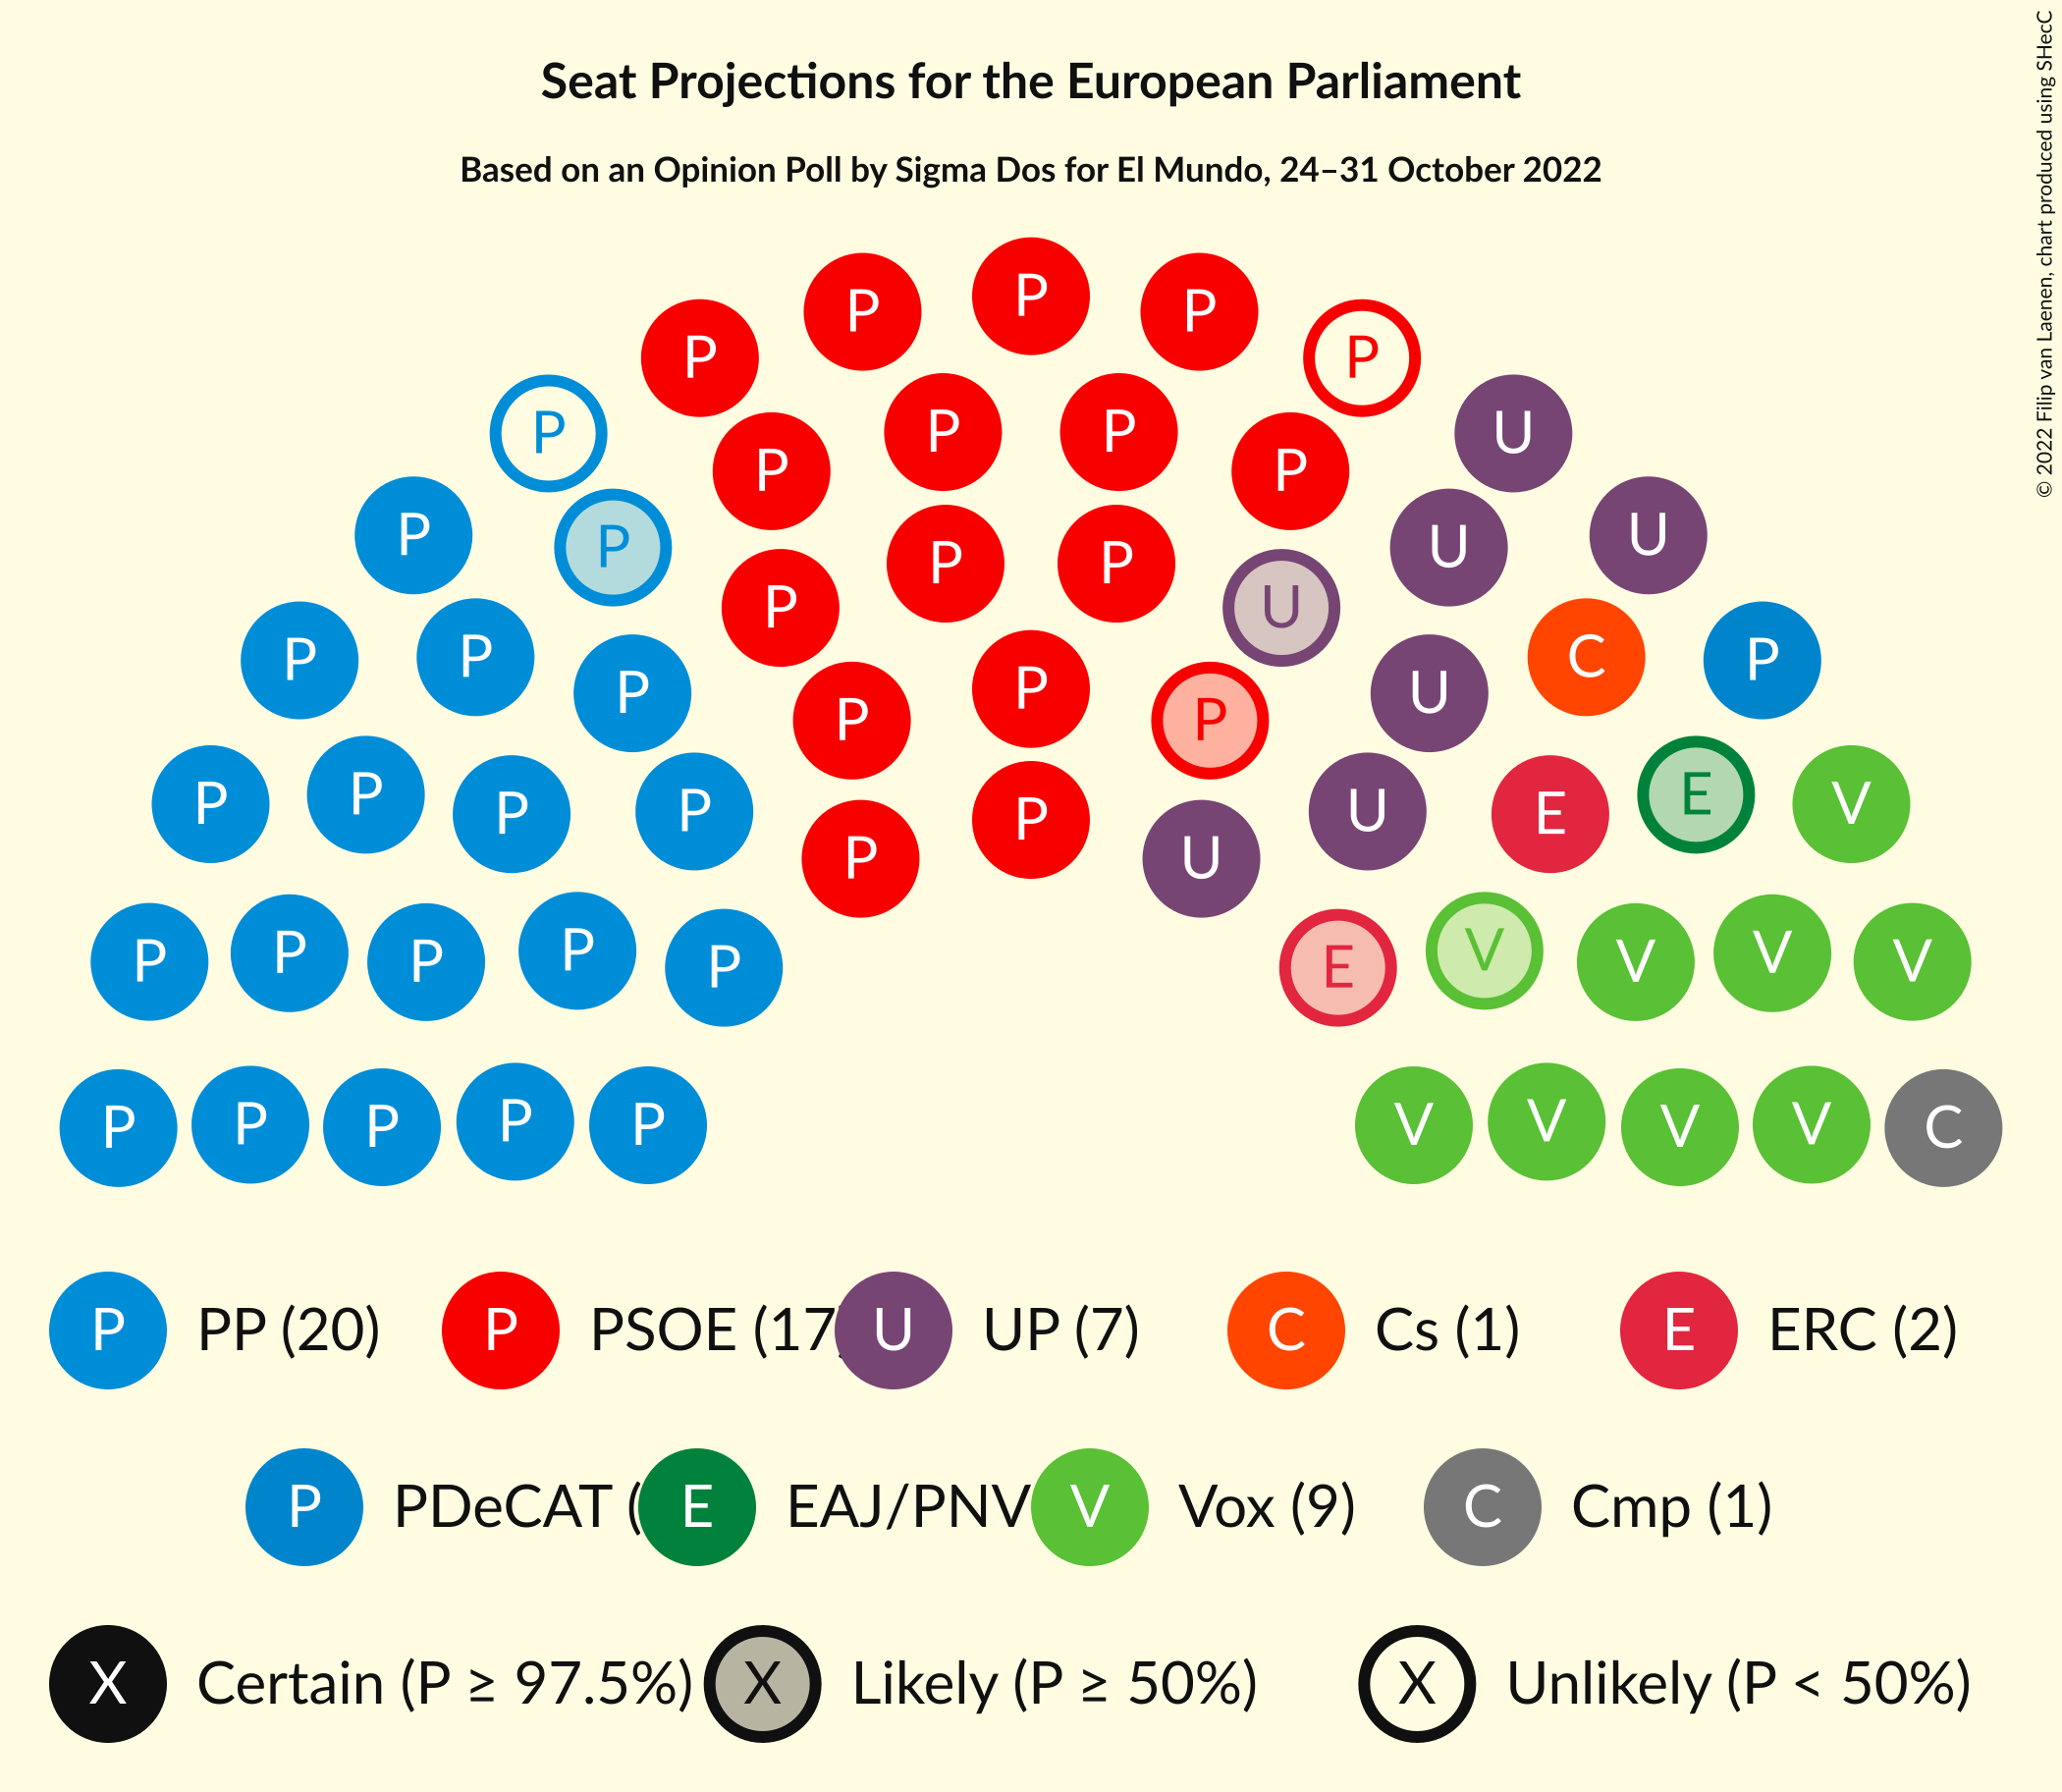 Seat Projections for the European Parliament
Based on an Opinion Poll by Sigma Dos for El Mundo, 24–31 October 2022
© 2022 Filip van Laenen, chart produced using SHecC
P
P P
P P
P P P P
P U
P P
P U U
P P P
P P U
P P C P
P P U
P P P
P P P P
P P U E E V
P P
P U
P P P P P
E V V V V
P P P P P
V V V V C
P PP (20) P PSOE (17 U UP (7) C Cs (1) E ERC (2)
P PDeCAT ( E EAJ/PNV V Vox (9) C Cmp (1)
X Certain (P ≥ 97.5%) X Likely (P ≥ 50%) X Unlikely (P < 50%)